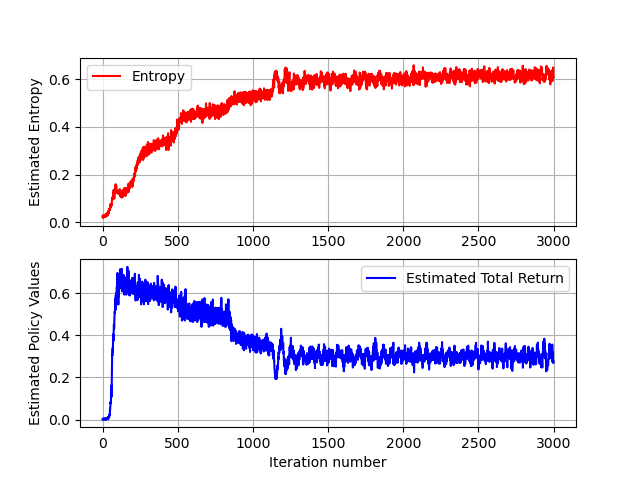 Estimated Entropy
0.6
0.4
0.2
0.0
Entropy
0 500 1000 1500 2000 2500 3000
Estimated Policy Values
0.6
0.4
0.2
0.0
Estimated Total Return
0 500 1000 1500 2000 2500 3000
Iteration number